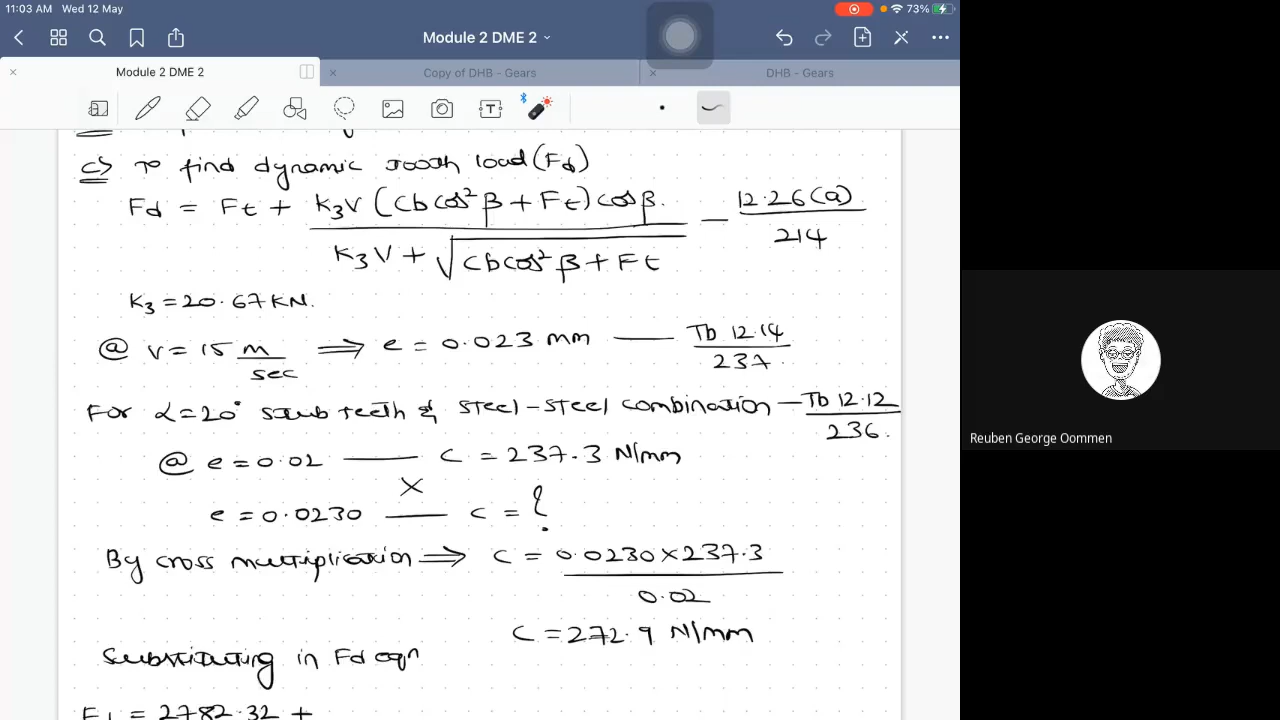 11:03 AM Wed 12 May
73%
Module 2 DME 2
Module 2 DME 2
Copy of DHB - Gears
DHB - Gears
c> To find dynamic tooth load (Fd)
Fd = Ft + K3V (Cb cos²β + Ft) cosβ. / K3V + √Cb cos²β + Ft — 12.26(a) / 214
K3 = 20.67 KN.
@ V = 15 m/sec ⟹ e = 0.023 mm — Tb 12.14 / 237.
For α = 20° stub teeth & steel-steel combination — Tb 12.12 / 236.
@ e = 0.02 — C = 237.3 N/mm
X
e = 0.0230 — C = ?
By cross multiplication ⟹ C = 0.0230 × 237.3 / 0.02
C = 272.9 N/mm
Substituting in Fd eqn
Fd = 2782.32 +
Reuben George Oommen